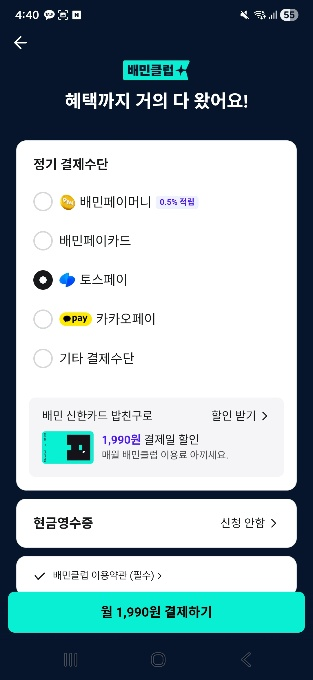 4:40
55
배민클럽
혜택까지 거의 다 왔어요!
정기 결제수단
배민페이머니 0.5% 적립
배민페이카드
토스페이
pay 카카오페이
기타 결제수단
배민 신한카드 밥친구로 할인 받기 >
1,990원 결제일 할인
매월 배민클럽 이용료 아끼세요.
현금영수증 신청 안함 >
배민클럽 이용약관 (필수) >
월 1,990원 결제하기